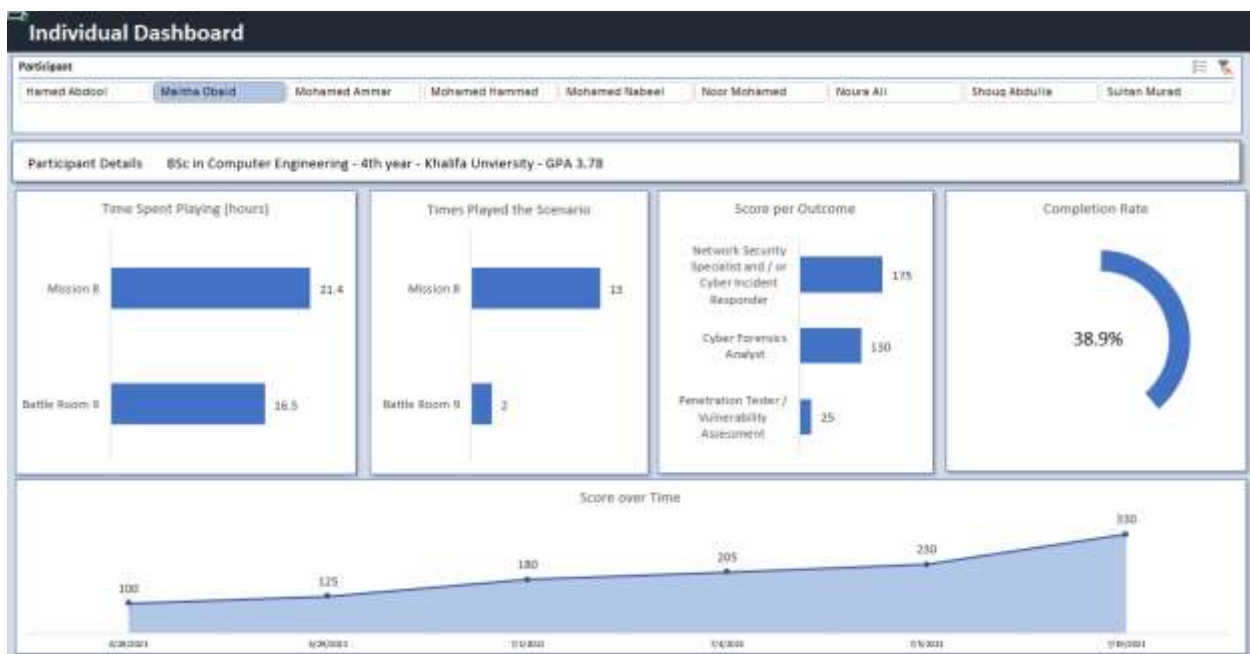 Individual Dashboard
Participant
Hamed Abdool Maitha Obaid Mohamed Ammar Mohamed Hammad Mohamed Nabeel Noor Mohamed Noura Ali Shouq Abdulla Sultan Murad
Participant Details BSc in Computer Engineering - 4th year - Khalifa Unviersity - GPA 3.78
Time Spent Playing (hours)
Mission 8
21.4
Battle Room 9
16.5
Times Played the Scenario
Mission 8
13
Battle Room 9
2
Score per Outcome
Network Security
Specialist and / or
Cyber Incident
Responder
175
Cyber Forensics
Analyst
130
Penetration Tester /
Vulnerability
Assessment
25
Completion Rate
38.9%
Score over Time
100
125
180
205
230
330